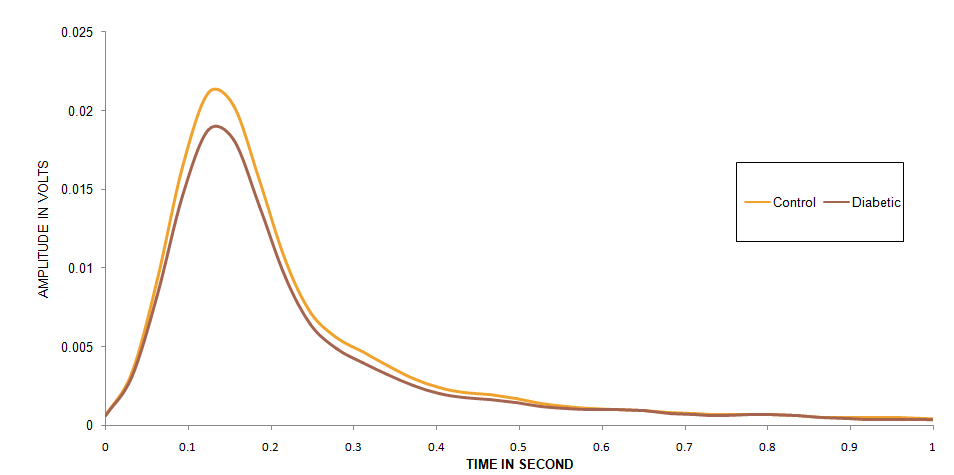 AMPLITUDE IN VOLTS
0.025
0.02
0.015
0.01
0.005
0
Control Diabetic
0 0.1 0.2 0.3 0.4 0.5 0.6 0.7 0.8 0.9 1
TIME IN SECOND